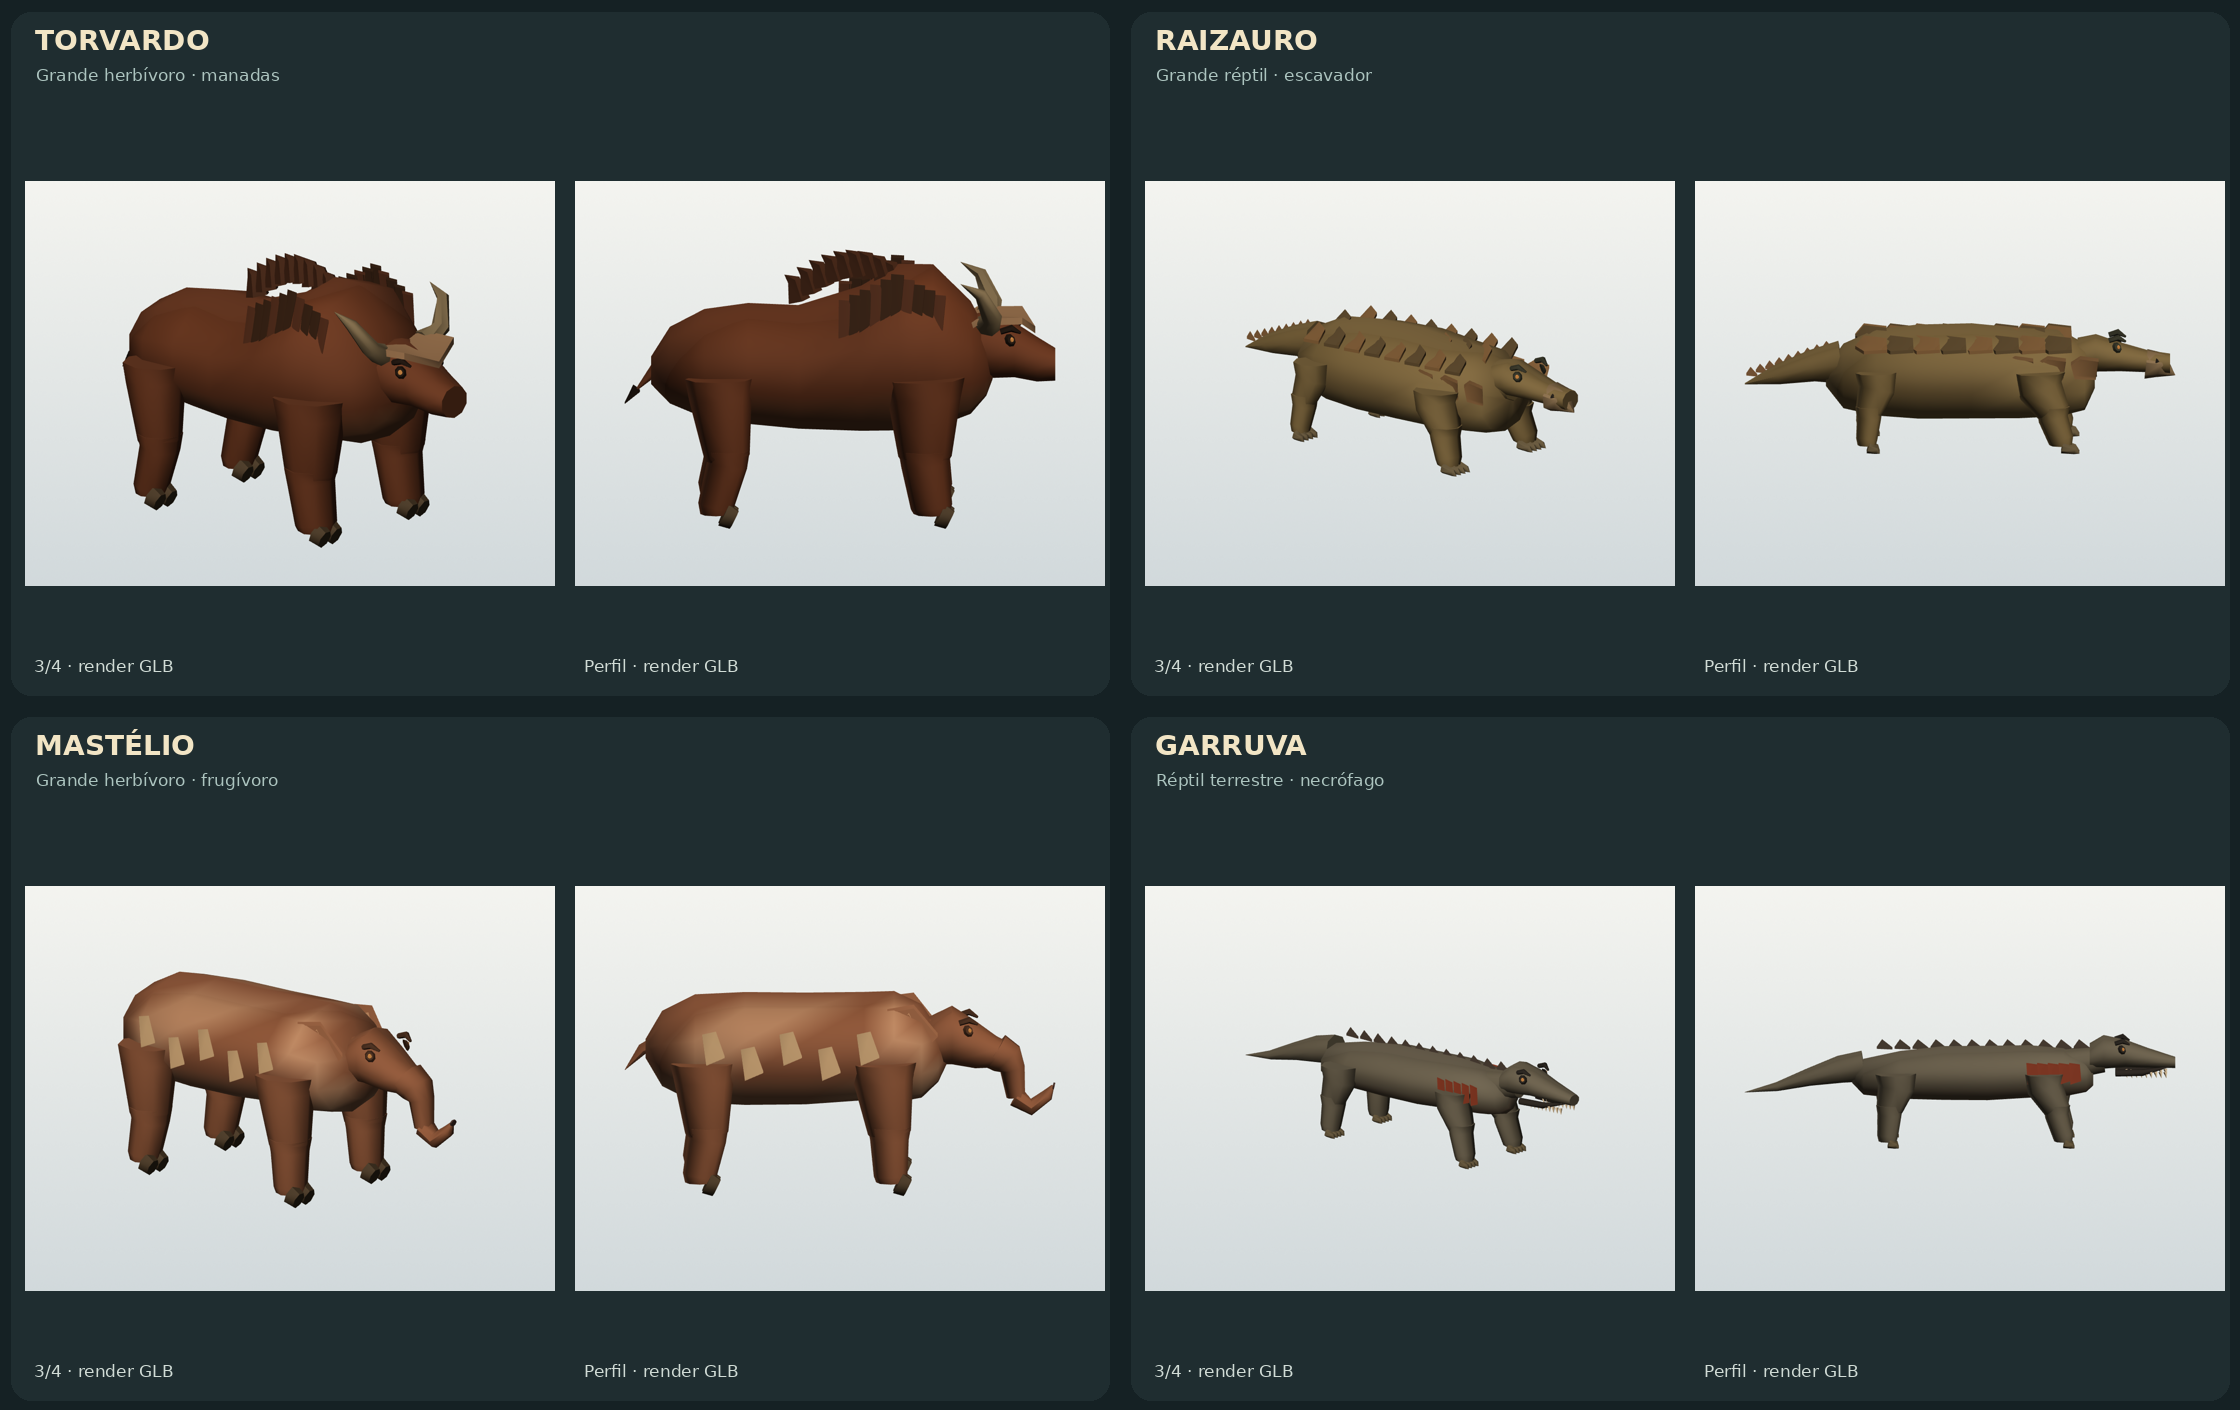 TORVARDO
Grande herbívoro · manadas
3/4 · render GLB
Perfil · render GLB
RAIZAURO
Grande réptil · escavador
3/4 · render GLB
Perfil · render GLB
MASTÉLIO
Grande herbívoro · frugívoro
3/4 · render GLB
Perfil · render GLB
GARRUVA
Réptil terrestre · necrófago
3/4 · render GLB
Perfil · render GLB